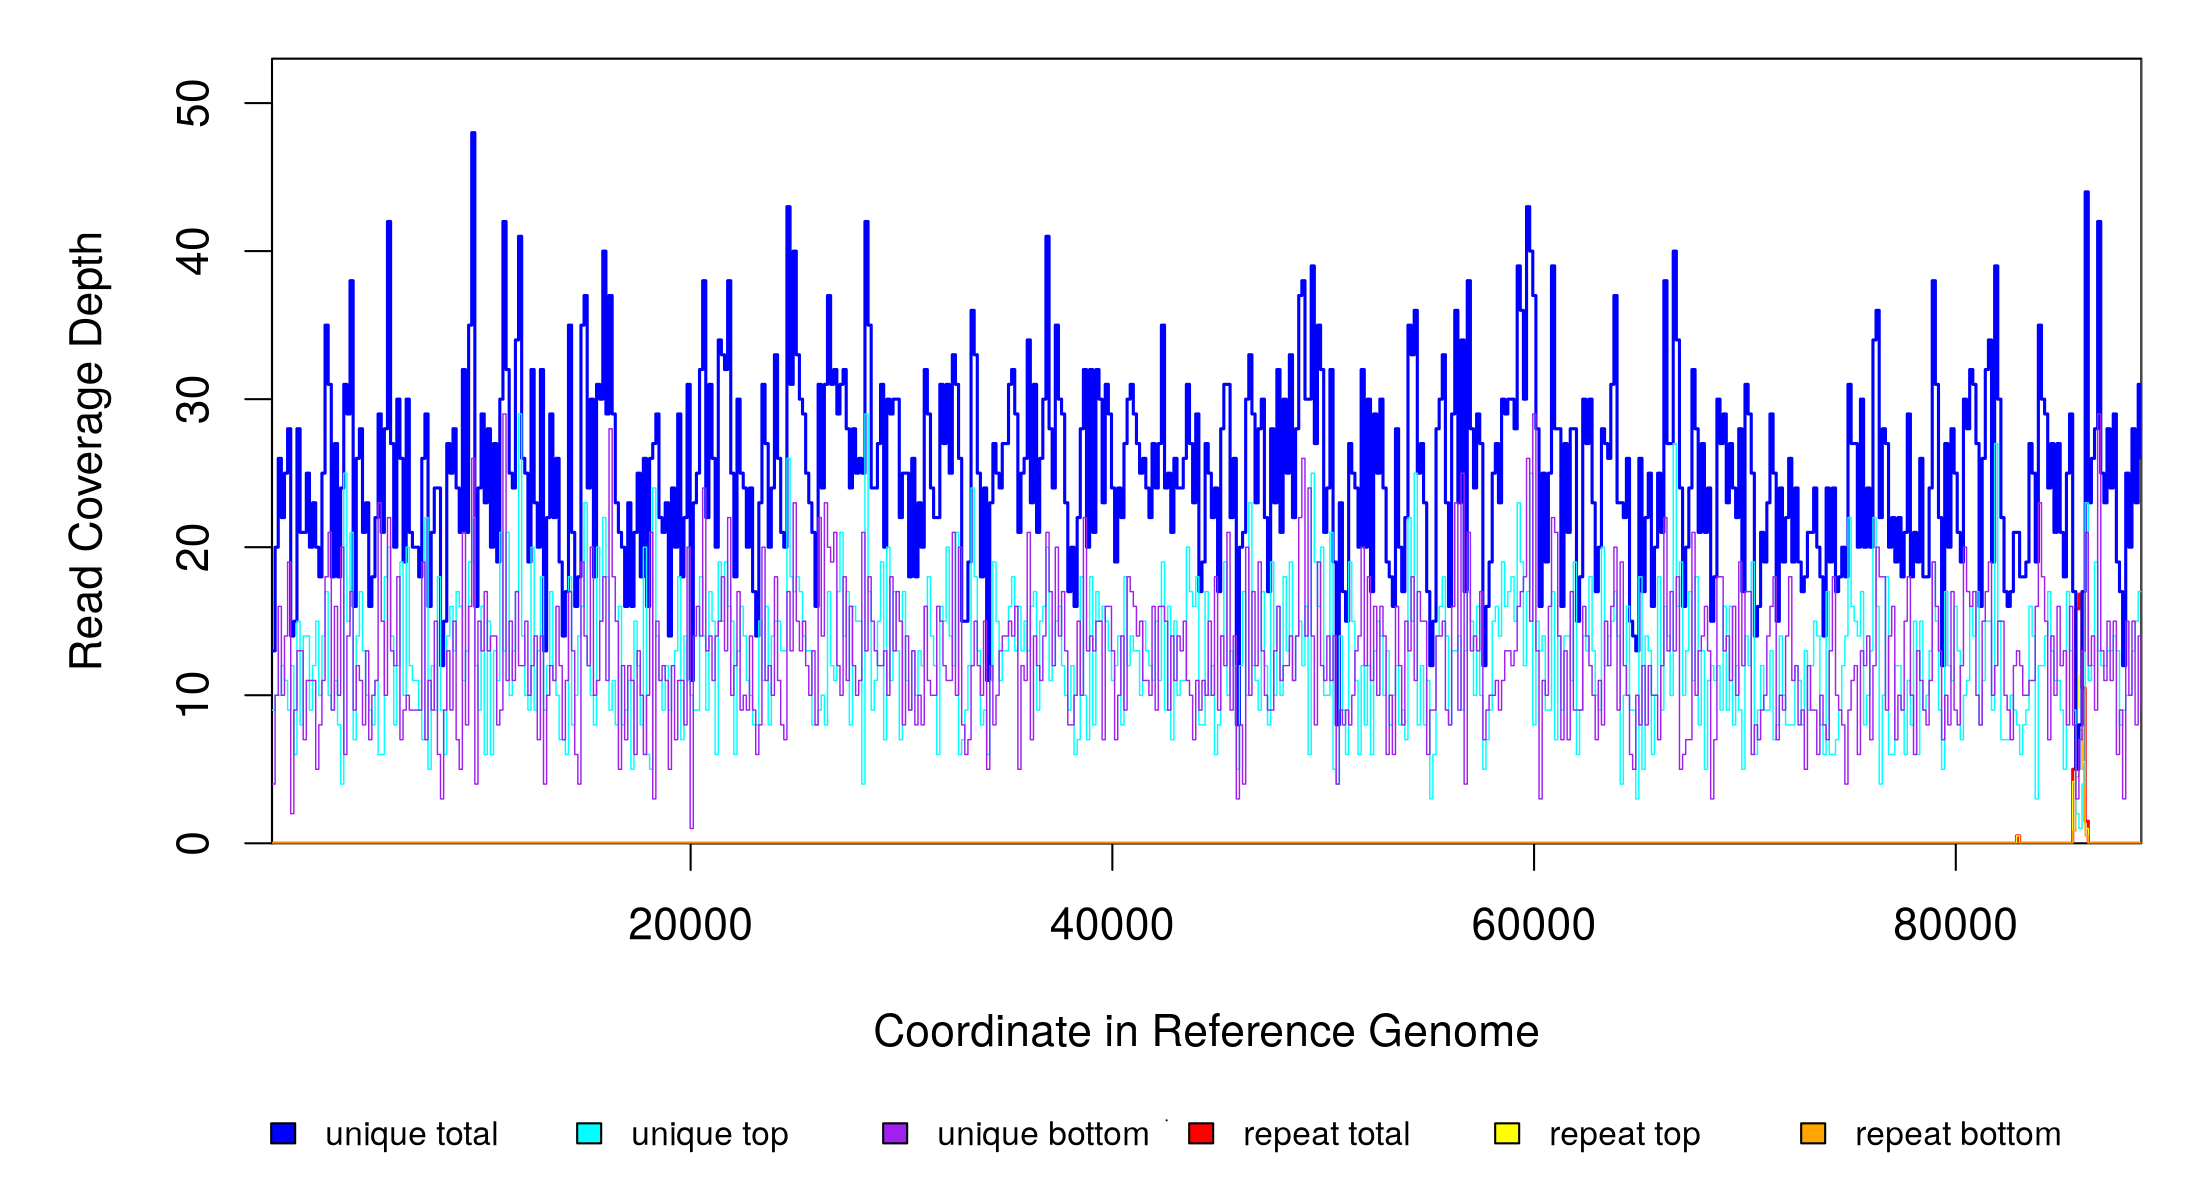 50
40
30
20
10
0
Read Coverage Depth
20000 40000 60000 80000
Coordinate in Reference Genome
unique total unique top unique bottom repeat total repeat top repeat bottom